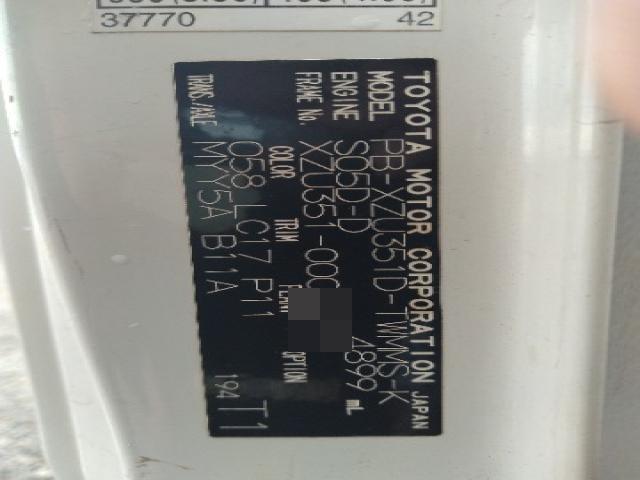 37770 42
TOYOTA MOTOR CORPORATION JAPAN
MODEL PB-XZU351D-TWMMS-K
ENGINE S05D-D 4899 mL
FRAME No. XZU351-000
COLOR TRIM PLANT OPTION
058 LC17 P11
TRANS./AXLE MYY5A B11A
194 T1